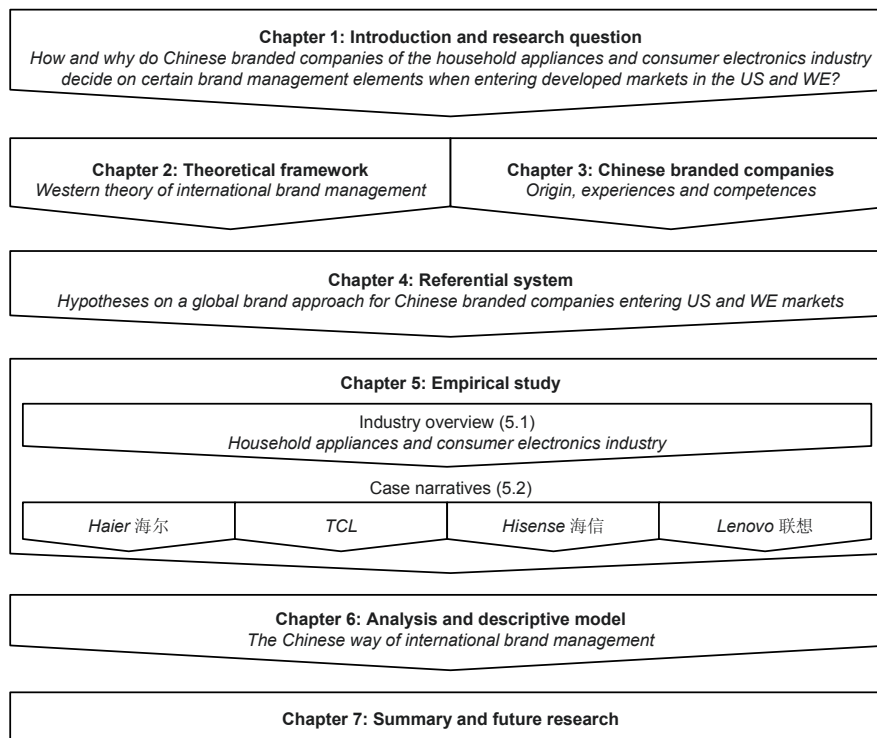 Chapter 1: Introduction and research question
How and why do Chinese branded companies of the household appliances and consumer electronics industry
decide on certain brand management elements when entering developed markets in the US and WE?
Chapter 2: Theoretical framework
Western theory of international brand management
Chapter 3: Chinese branded companies
Origin, experiences and competences
Chapter 4: Referential system
Hypotheses on a global brand approach for Chinese branded companies entering US and WE markets
Chapter 5: Empirical study
Industry overview (5.1)
Household appliances and consumer electronics industry
Case narratives (5.2)
Haier 海尔
TCL
Hisense 海信
Lenovo 联想
Chapter 6: Analysis and descriptive model
The Chinese way of international brand management
Chapter 7: Summary and future research